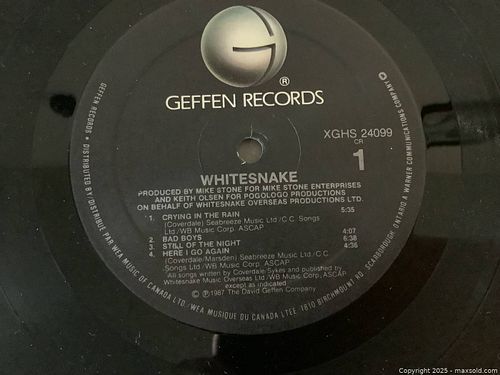 G
®
GEFFEN RECORDS
XGHS 24099
CR
1
WHITESNAKE
PRODUCED BY MIKE STONE FOR MIKE STONE ENTERPRISES
AND KEITH OLSEN FOR POGOLOGO PRODUCTIONS
ON BEHALF OF WHITESNAKE OVERSEAS PRODUCTIONS LTD.
1. CRYING IN THE RAIN 5:35
(Coverdale) Seabreeze Music Ltd/C.C. Songs
Ltd./WB Music Corp. ASCAP
2. BAD BOYS 4:07
3. STILL OF THE NIGHT 6:38
4. HERE I GO AGAIN 4:36
(Coverdale/Marsden) Seabreeze Music Ltd./C.C.
Songs Ltd/WB Music Corp. ASCAP
All songs written by Coverdale-Sykes and published by
Whitesnake Music Overseas Ltd/WB Music Corp. ASCAP
except as indicated
© ℗ 1987 The David Geffen Company
GEFFEN RECORDS • DISTRIBUTED BY/DISTRIBUÉ PAR WEA MUSIC OF CANADA LTD./WEA MUSIQUE DU CANADA LTEE 1810 BIRCHMOUNT RD. SCARBOROUGH, ONTARIO A WARNER COMMUNICATIONS COMPANY
Copyright 2025 - maxsold.com